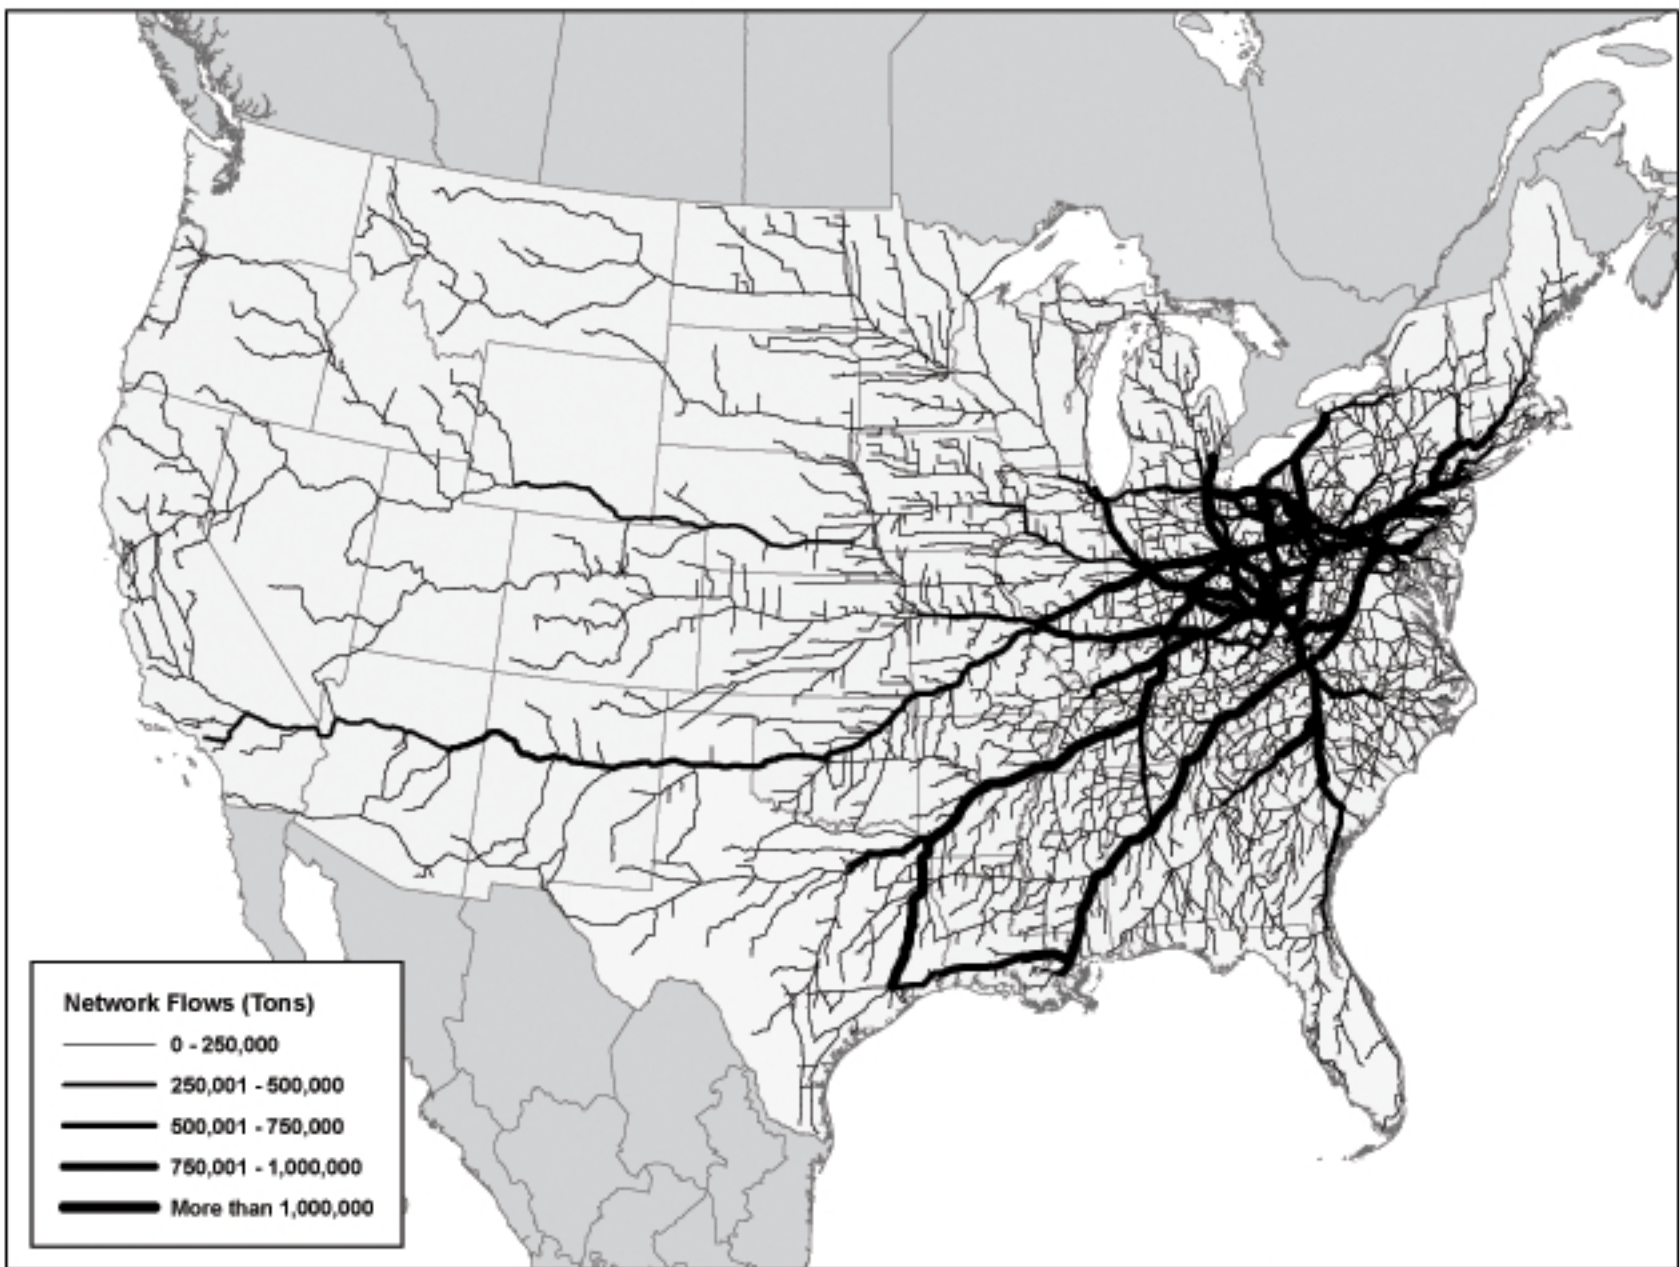 Network Flows (Tons)
0 - 250,000
250,001 - 500,000
500,001 - 750,000
750,001 - 1,000,000
More than 1,000,000